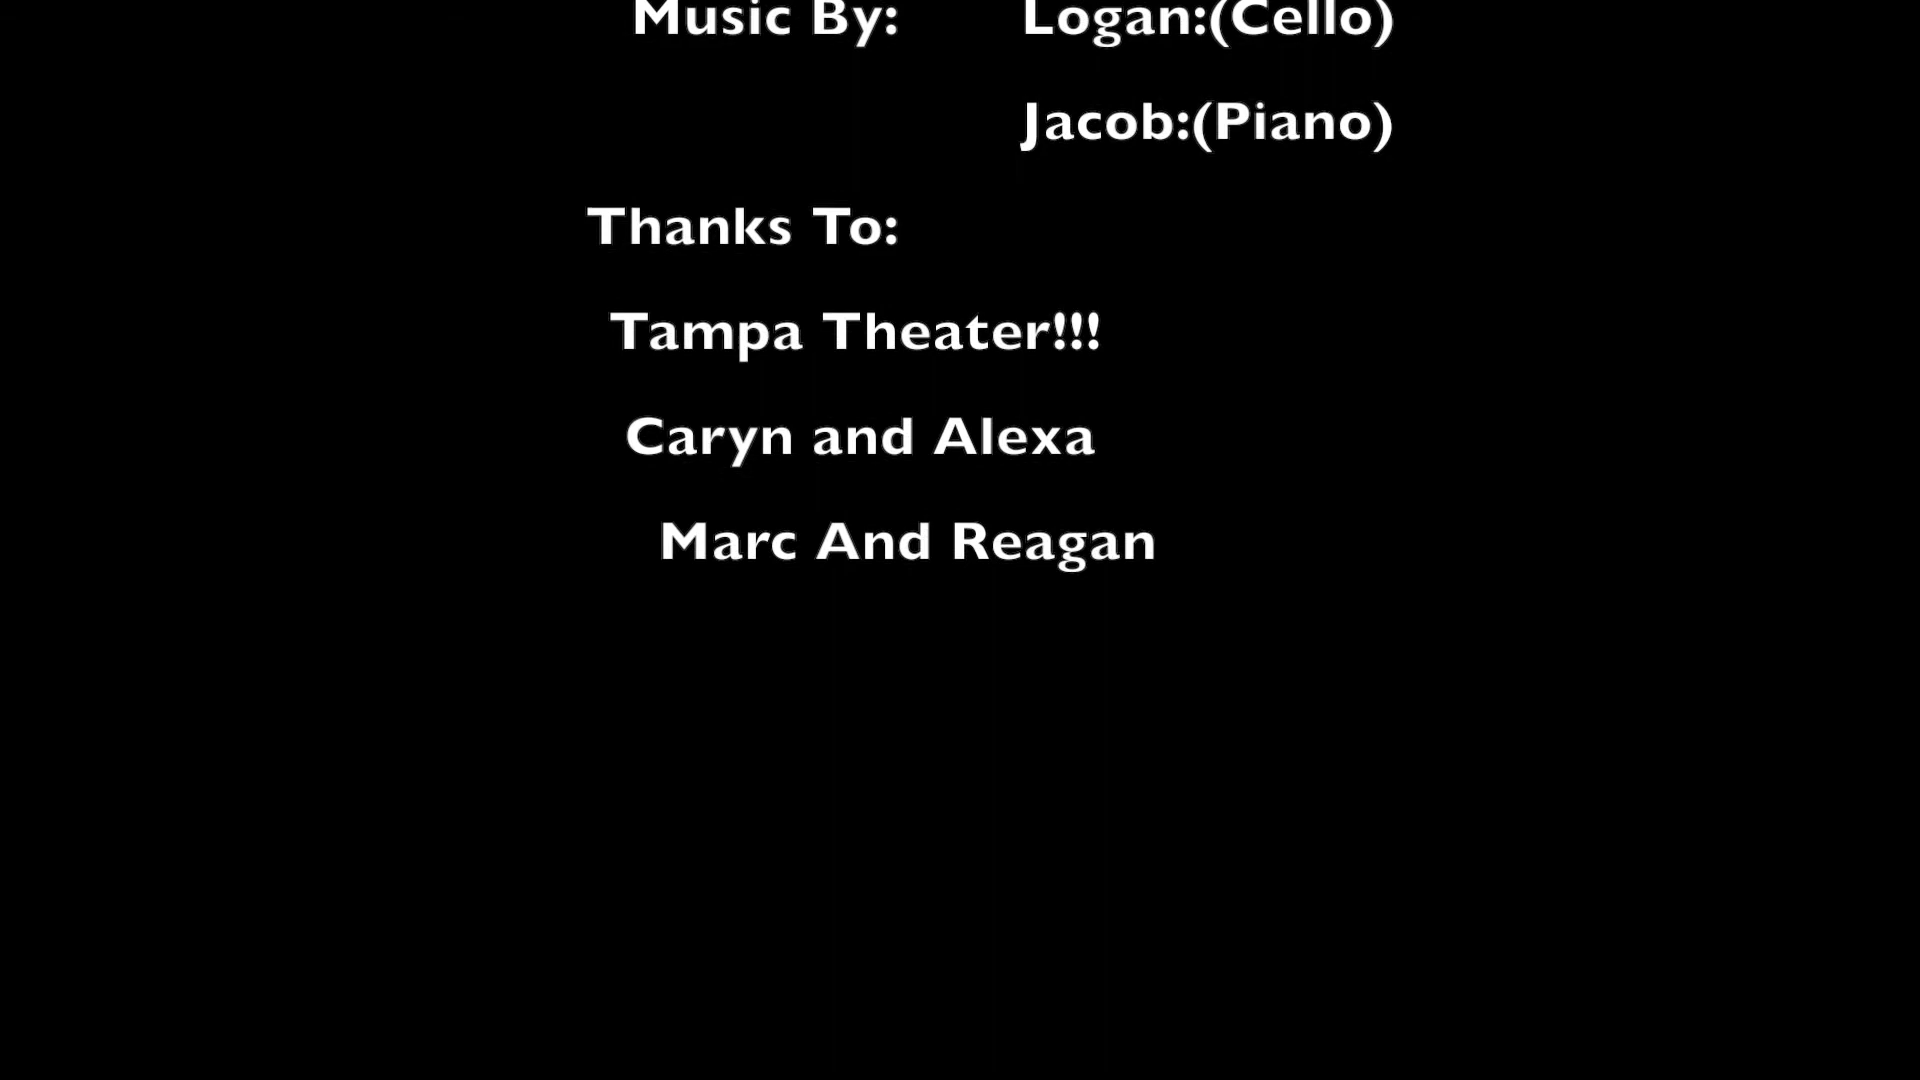 Music By: Logan:(Cello)
Jacob:(Piano)
Thanks To:
Tampa Theater!!!
Caryn and Alexa
Marc And Reagan